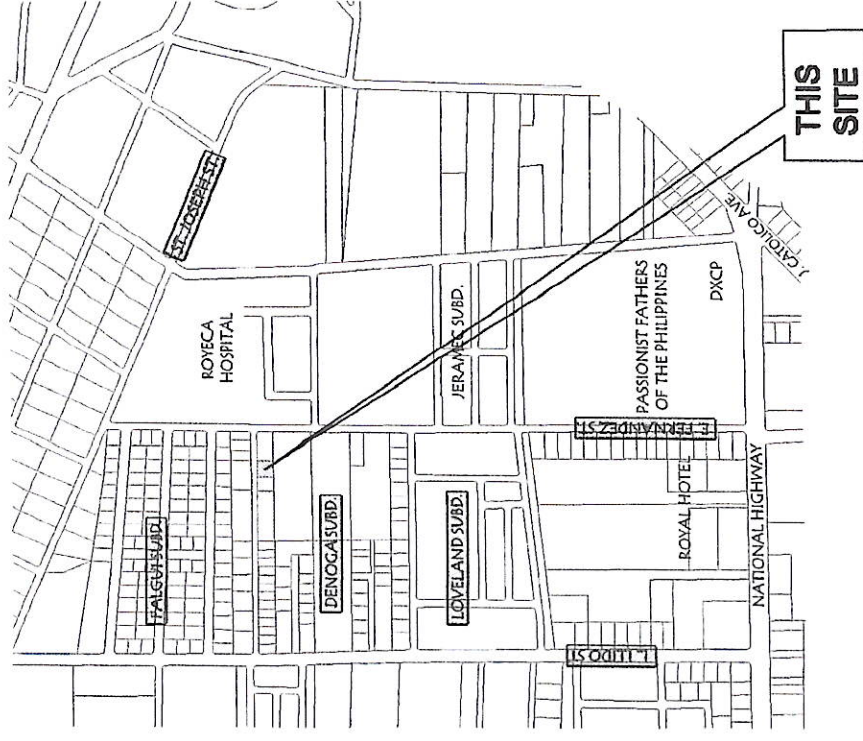 ST. JOSEPH ST.
ROYECA
HOSPITAL
JERAMEC SUBD.
PASSIONIST FATHERS
OF THE PHILIPPINES
DXCP
J. CATOLICO AVE
THIS
SITE
E. FERNANDEZ ST.
FALGUI SUBD.
DENOGA SUBD.
LOVELAND SUBD.
ROYAL HOTEL
NATIONAL HIGHWAY
L. LLIDO ST.